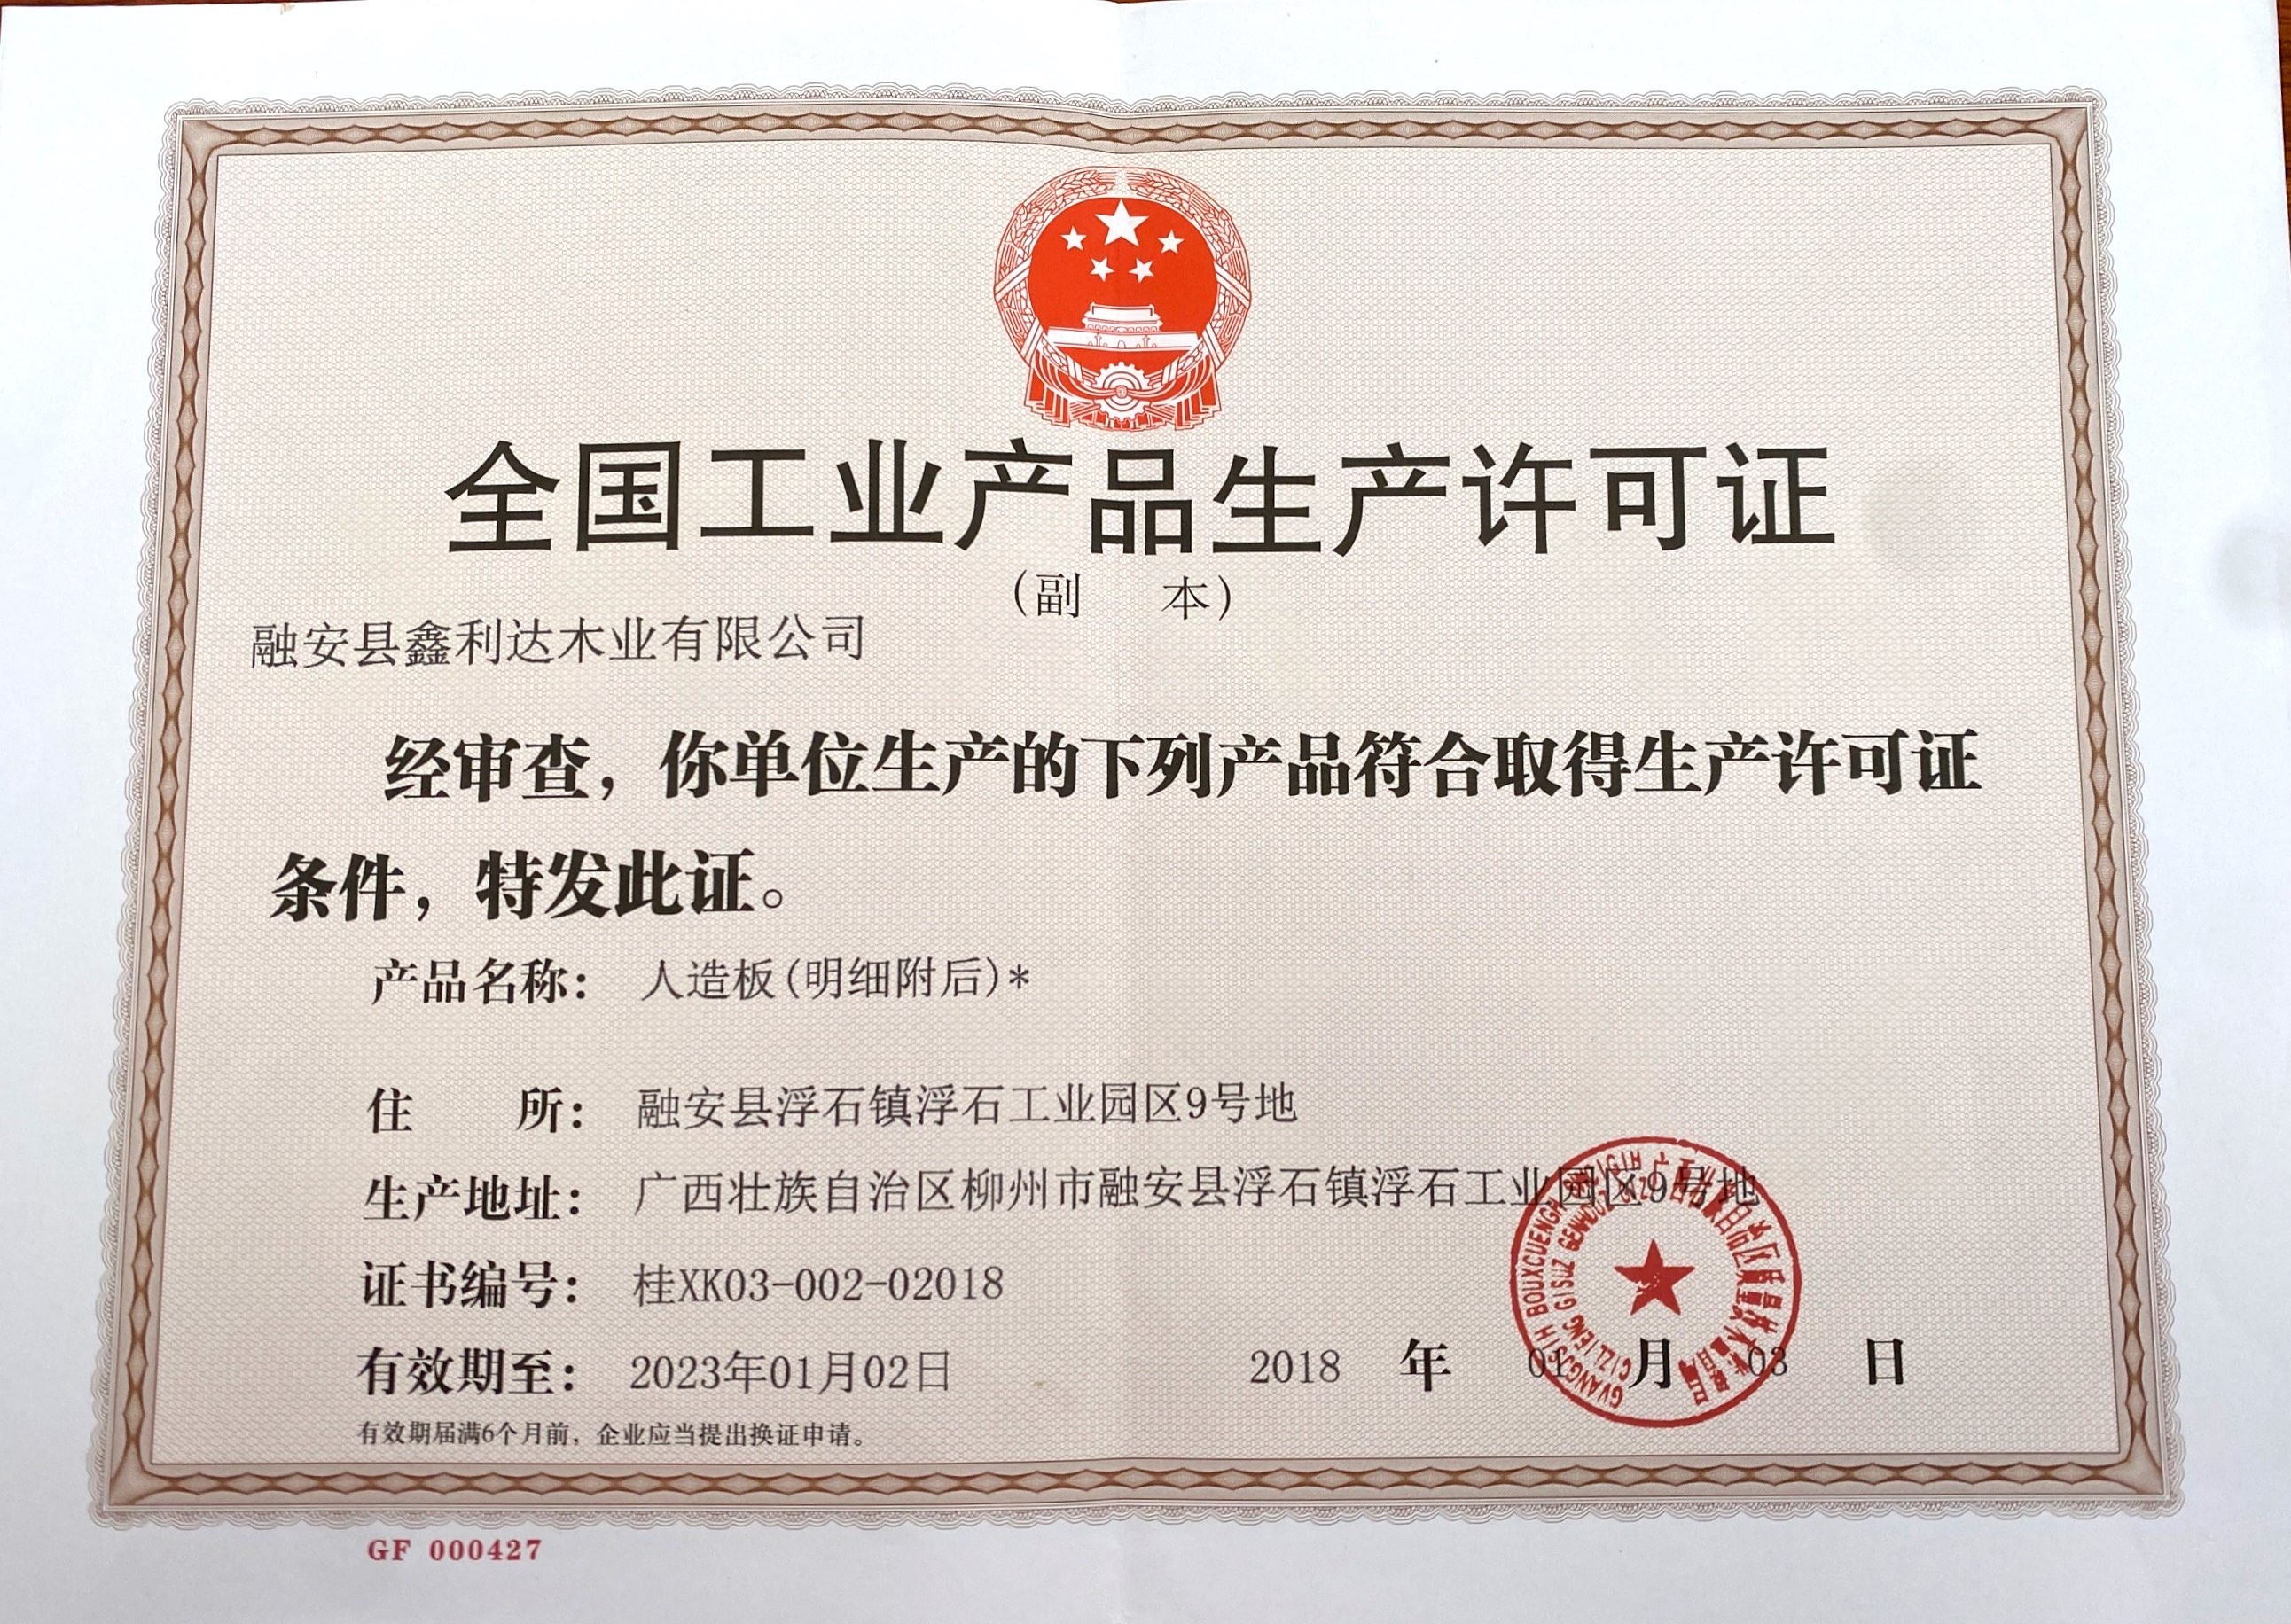 全国工业产品生产许可证
(副 本)
融安县鑫利达木业有限公司
经审查，你单位生产的下列产品符合取得生产许可证
条件，特发此证。
产品名称： 人造板(明细附后)*
住 所： 融安县浮石镇浮石工业园区9号地
生产地址： 广西壮族自治区柳州市融安县浮石镇浮石工业园区9号地
证书编号： 桂XK03-002-02018
有效期至： 2023年01月02日
2018 年 01 月 03 日
有效期届满6个月前，企业应当提出换证申请。
GF 000427